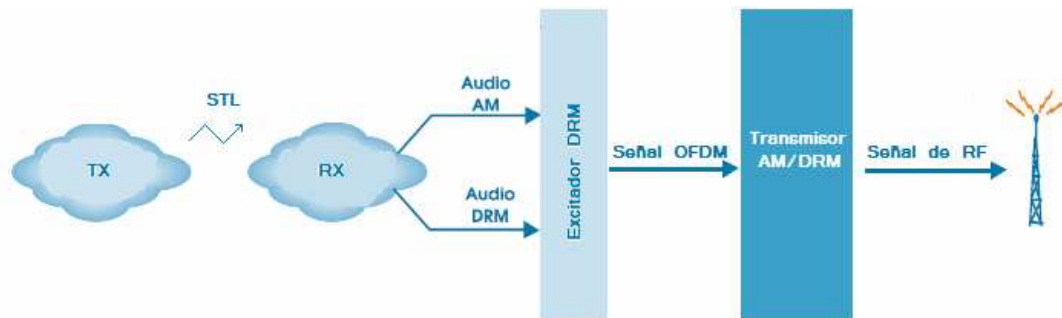 TX
STL
RX
Audio
AM
Audio
DRM
Excitador DRM
Señal OFDM
Transmisor
AM/DRM
Señal de RF